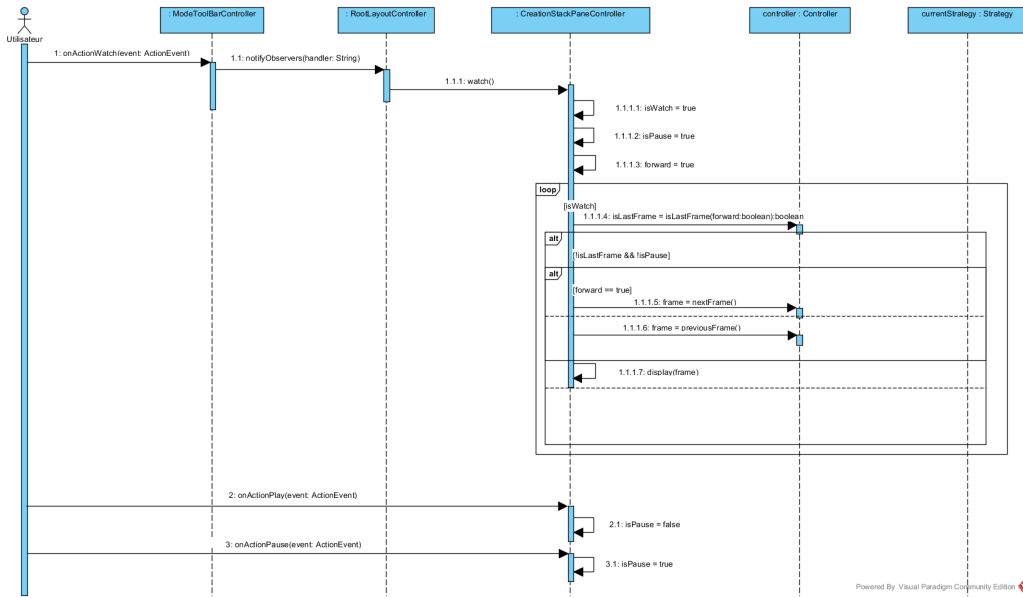 : ModeToolBarController
: RootLayoutController
: CreationStackPaneController
controller : Controller
currentStrategy : Strategy
Utilisateur
1: onActionWatch(event: ActionEvent)
1.1: notifyObservers(handler: String)
1.1.1: watch()
1.1.1.1: isWatch = true
1.1.1.2: isPause = true
1.1.1.3: forward = true
loop
[isWatch]
1.1.1.4: isLastFrame = isLastFrame(forward:boolean):boolean
alt
[!isLastFrame && !isPause]
alt
[forward == true]
1.1.1.5: frame = nextFrame()
1.1.1.6: frame = previousFrame()
1.1.1.7: display(frame)
2: onActionPlay(event: ActionEvent)
2.1: isPause = false
3: onActionPause(event: ActionEvent)
3.1: isPause = true
Powered By Visual Paradigm Community Edition